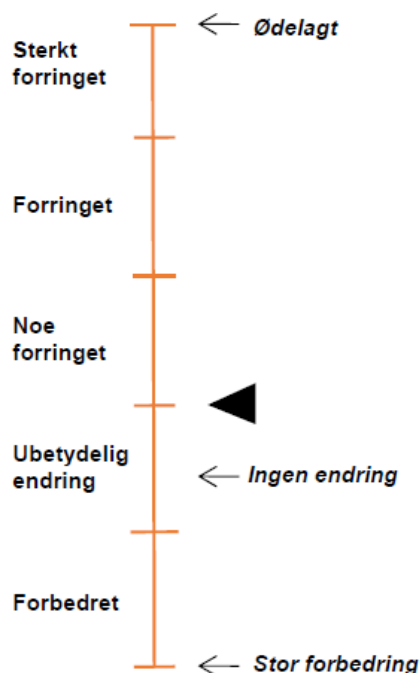 Ødelagt
Sterkt
forringet
Forringet
Noe
forringet
Ubetydelig
endring
Ingen endring
Forbedret
Stor forbedring